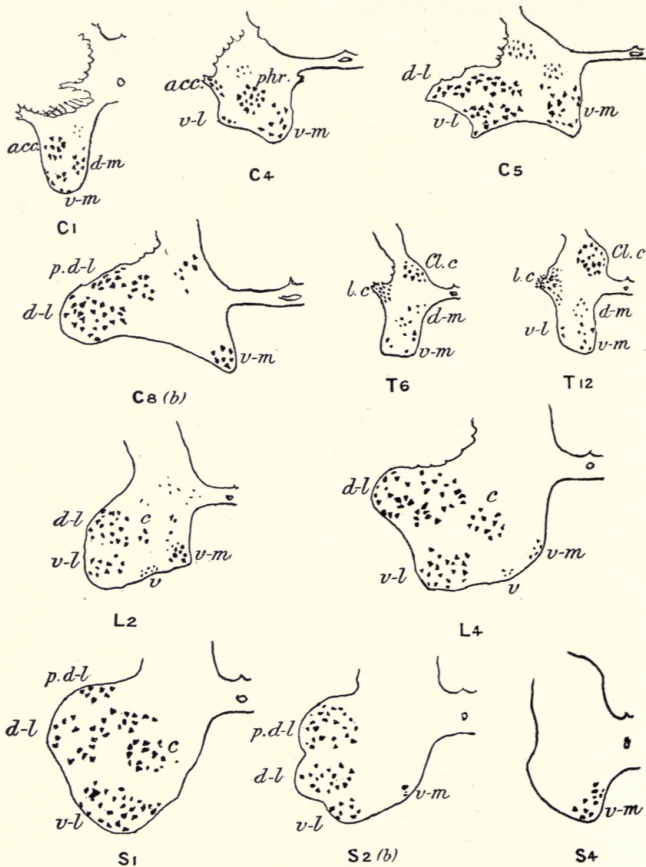 acc.
d-m
v-m
C1
acc.
phr.
v-l
v-m
C4
d-l
v-l
v-m
C5
p.d-l
d-l
v-m
C8 (b)
Cl.c
l.c
d-m
v-m
T6
Cl.c
l.c
d-m
v-l
v-m
T12
d-l
c
v-l
v-m
v
L2
d-l
c
v-m
v-l
v
L4
p.d-l
d-l
c
v-l
S1
p.d-l
d-l
v-m
v-l
S2 (b)
v-m
S4